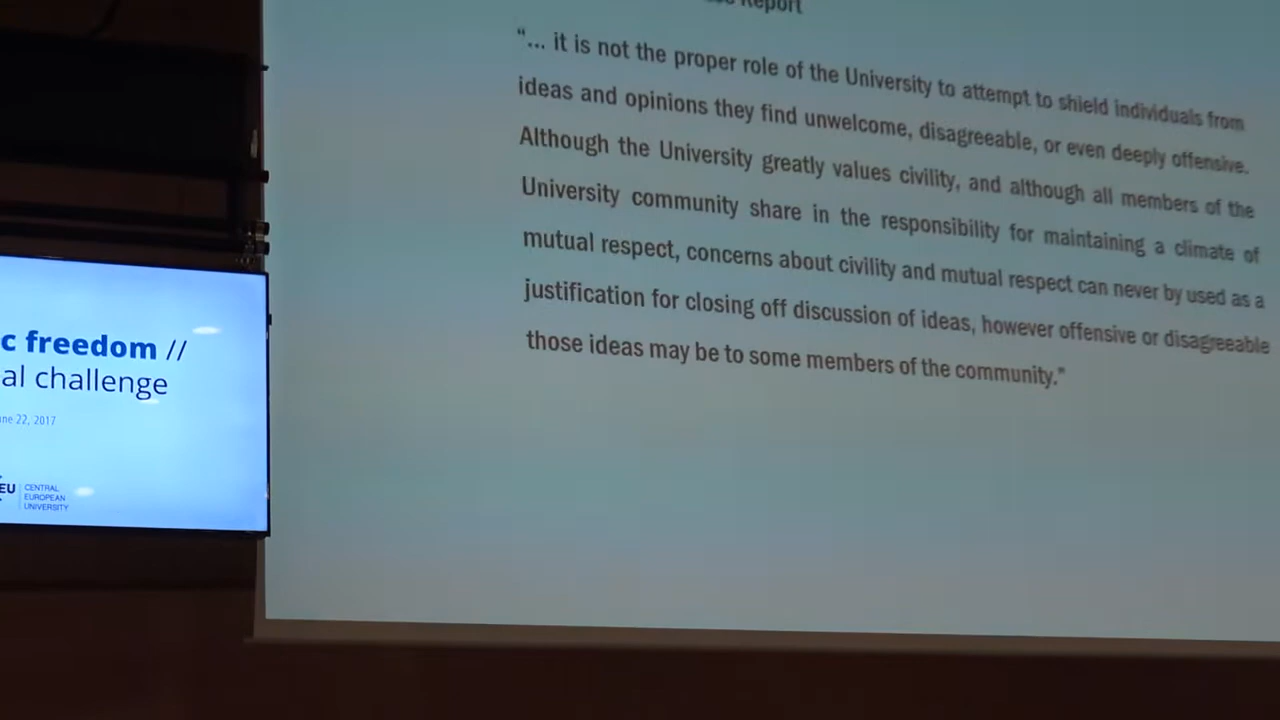 Report
“... it is not the proper role of the University to attempt to shield individuals from
ideas and opinions they find unwelcome, disagreeable, or even deeply offensive.
Although the University greatly values civility, and although all members of the
University community share in the responsibility for maintaining a climate of
mutual respect, concerns about civility and mutual respect can never by used as a
justification for closing off discussion of ideas, however offensive or disagreeable
those ideas may be to some members of the community.”
c freedom //
al challenge
une 22, 2017
EU
CENTRAL
EUROPEAN
UNIVERSITY